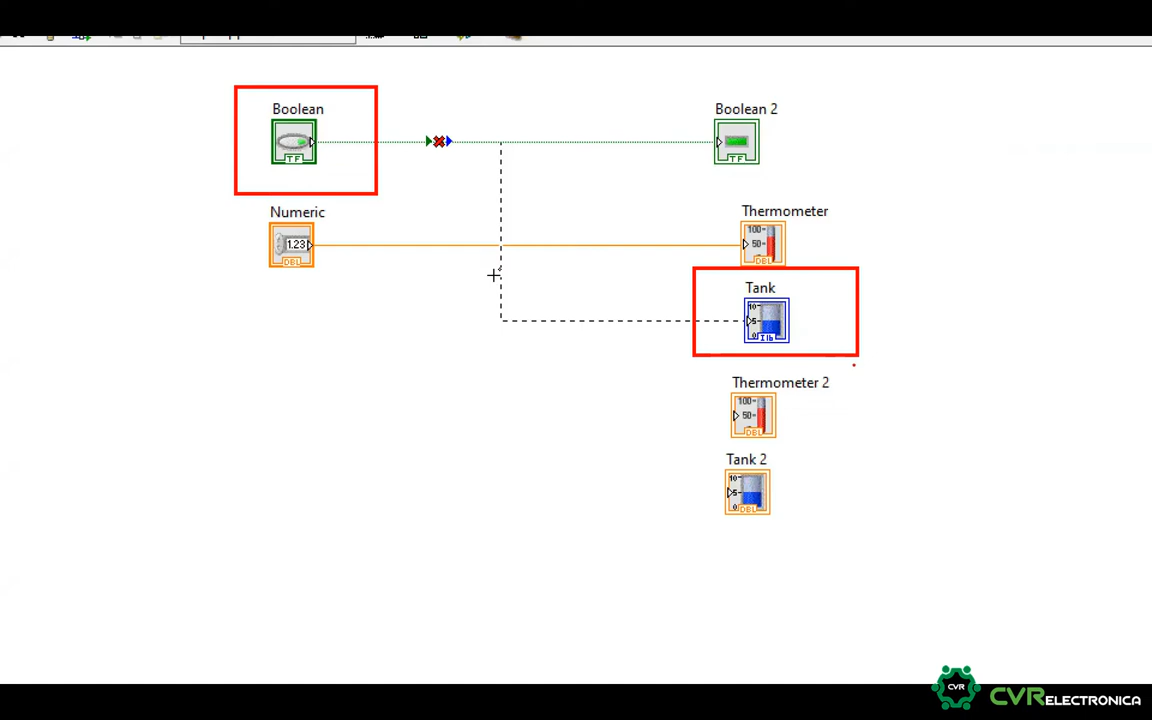 Boolean
TF
Boolean 2
TF
Numeric
1.23
DBL
Thermometer
100
50
DBL
Tank
10
5
0
Thermometer 2
100
50
DBL
Tank 2
10
5
0
DBL
CVR
CVRELECTRONICA